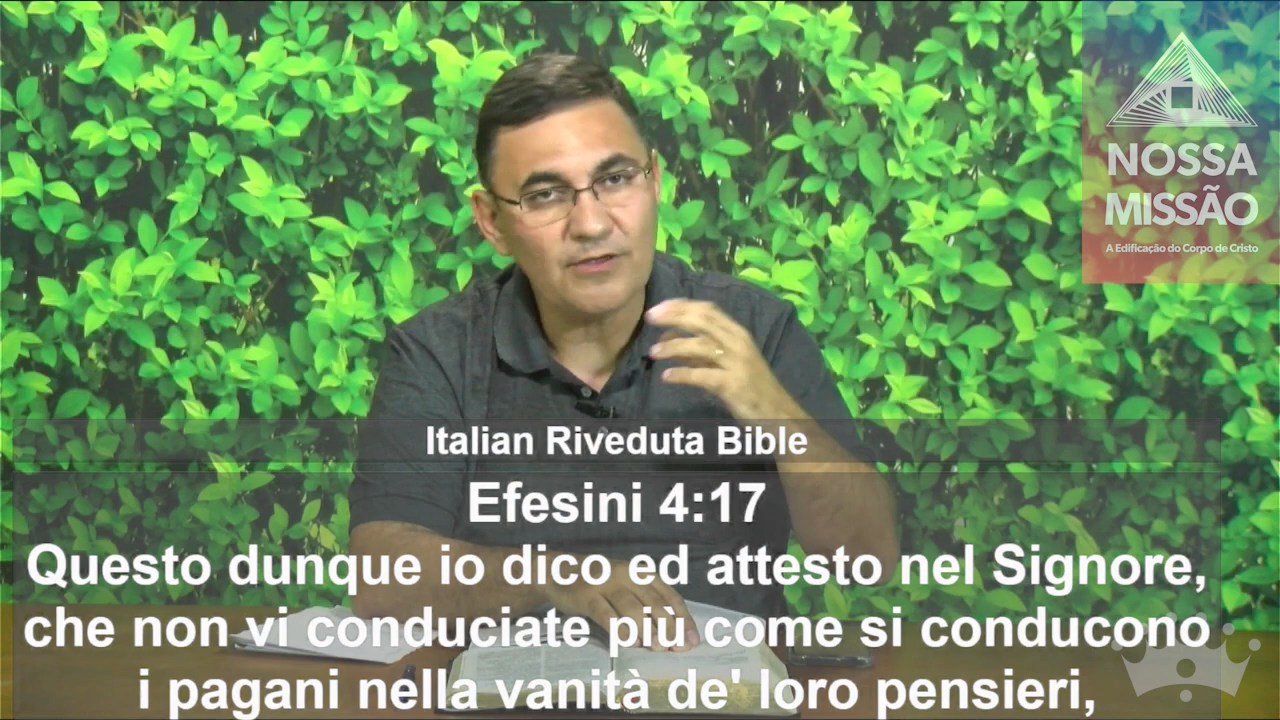 NOSSA
MISSÃO
A Edificação do Corpo de Cristo
Italian Riveduta Bible
Efesini 4:17
Questo dunque io dico ed attesto nel Signore,
che non vi conduciate più come si conducono
i pagani nella vanità de' loro pensieri,